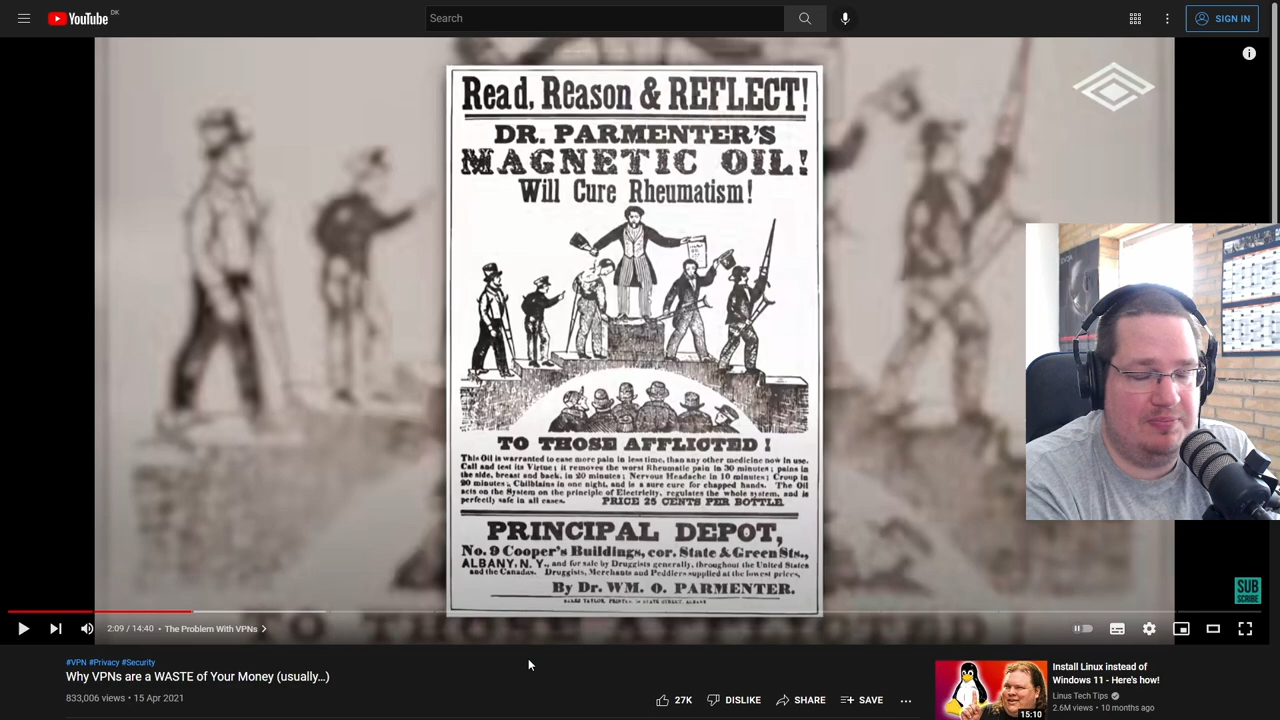 YouTube DK
Search
SIGN IN
Read, Reason & REFLECT!
DR. PARMENTER'S
MAGNETIC OIL!
Will Cure Rheumatism!
TO THOSE AFFLICTED !
This Oil is warranted to ease more pain in less time, than any other medicine now in use.
Call and test its Virtue; it removes the worst Rheumatic pain in 30 minutes; pains in
the side, breast and back, in 20 minutes; Nervous Headache in 10 minutes; Croup in
20 minutes; Chilblains in one night, and is a sure cure for chapped hands. The Oil
acts on the System on the principle of Electricity, regulates the whole system, and is
perfectly safe in all cases. PRICE 25 CENTS PER BOTTLE.
PRINCIPAL DEPOT,
No. 9 Cooper's Buildings, cor. State & Green Sts.,
ALBANY, N. Y., and for sale by Druggists generally, throughout the United States
and the Canadas. Druggists, Merchants and Peddlers supplied at the lowest prices,
By Dr. WM. O. PARMENTER.
SUB
SCRIBE
2:09 / 14:40 • The Problem With VPNs
#VPN #Privacy #Security
Why VPNs are a WASTE of Your Money (usually…)
833,006 views • 15 Apr 2021
27K
DISLIKE
SHARE
SAVE
15:10
Install Linux instead of
Windows 11 - Here's how!
Linus Tech Tips
2.6M views • 10 months ago